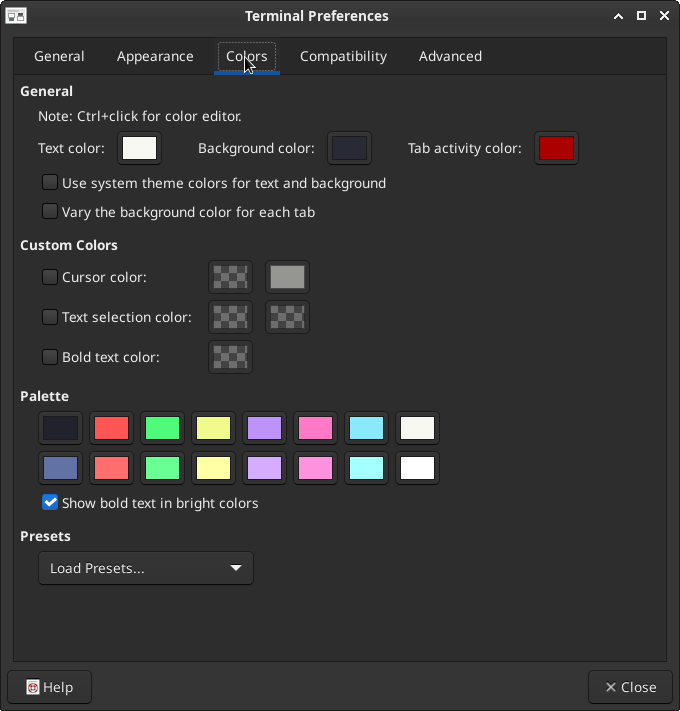 Terminal Preferences
General Appearance Colors Compatibility Advanced
General
Note: Ctrl+click for color editor.
Text color: Background color: Tab activity color:
Use system theme colors for text and background
Vary the background color for each tab
Custom Colors
Cursor color:
Text selection color:
Bold text color:
Palette
Show bold text in bright colors
Presets
Load Presets...
Help Close